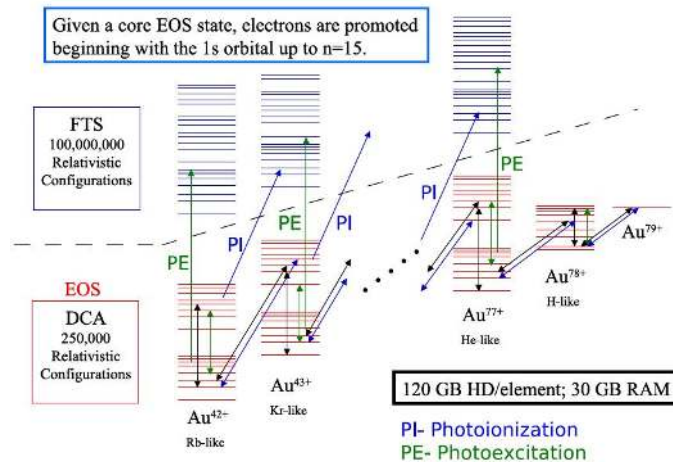 Given a core EOS state, electrons are promoted
beginning with the 1s orbital up to n=15.
FTS
100,000,000
Relativistic
Configurations
PE
PI
PE
PI
PI
PE
EOS
DCA
250,000
Relativistic
Configurations
Au42+
Rb-like
Au43+
Kr-like
Au77+
He-like
Au78+
H-like
Au79+
120 GB HD/element; 30 GB RAM
PI- Photoionization
PE- Photoexcitation